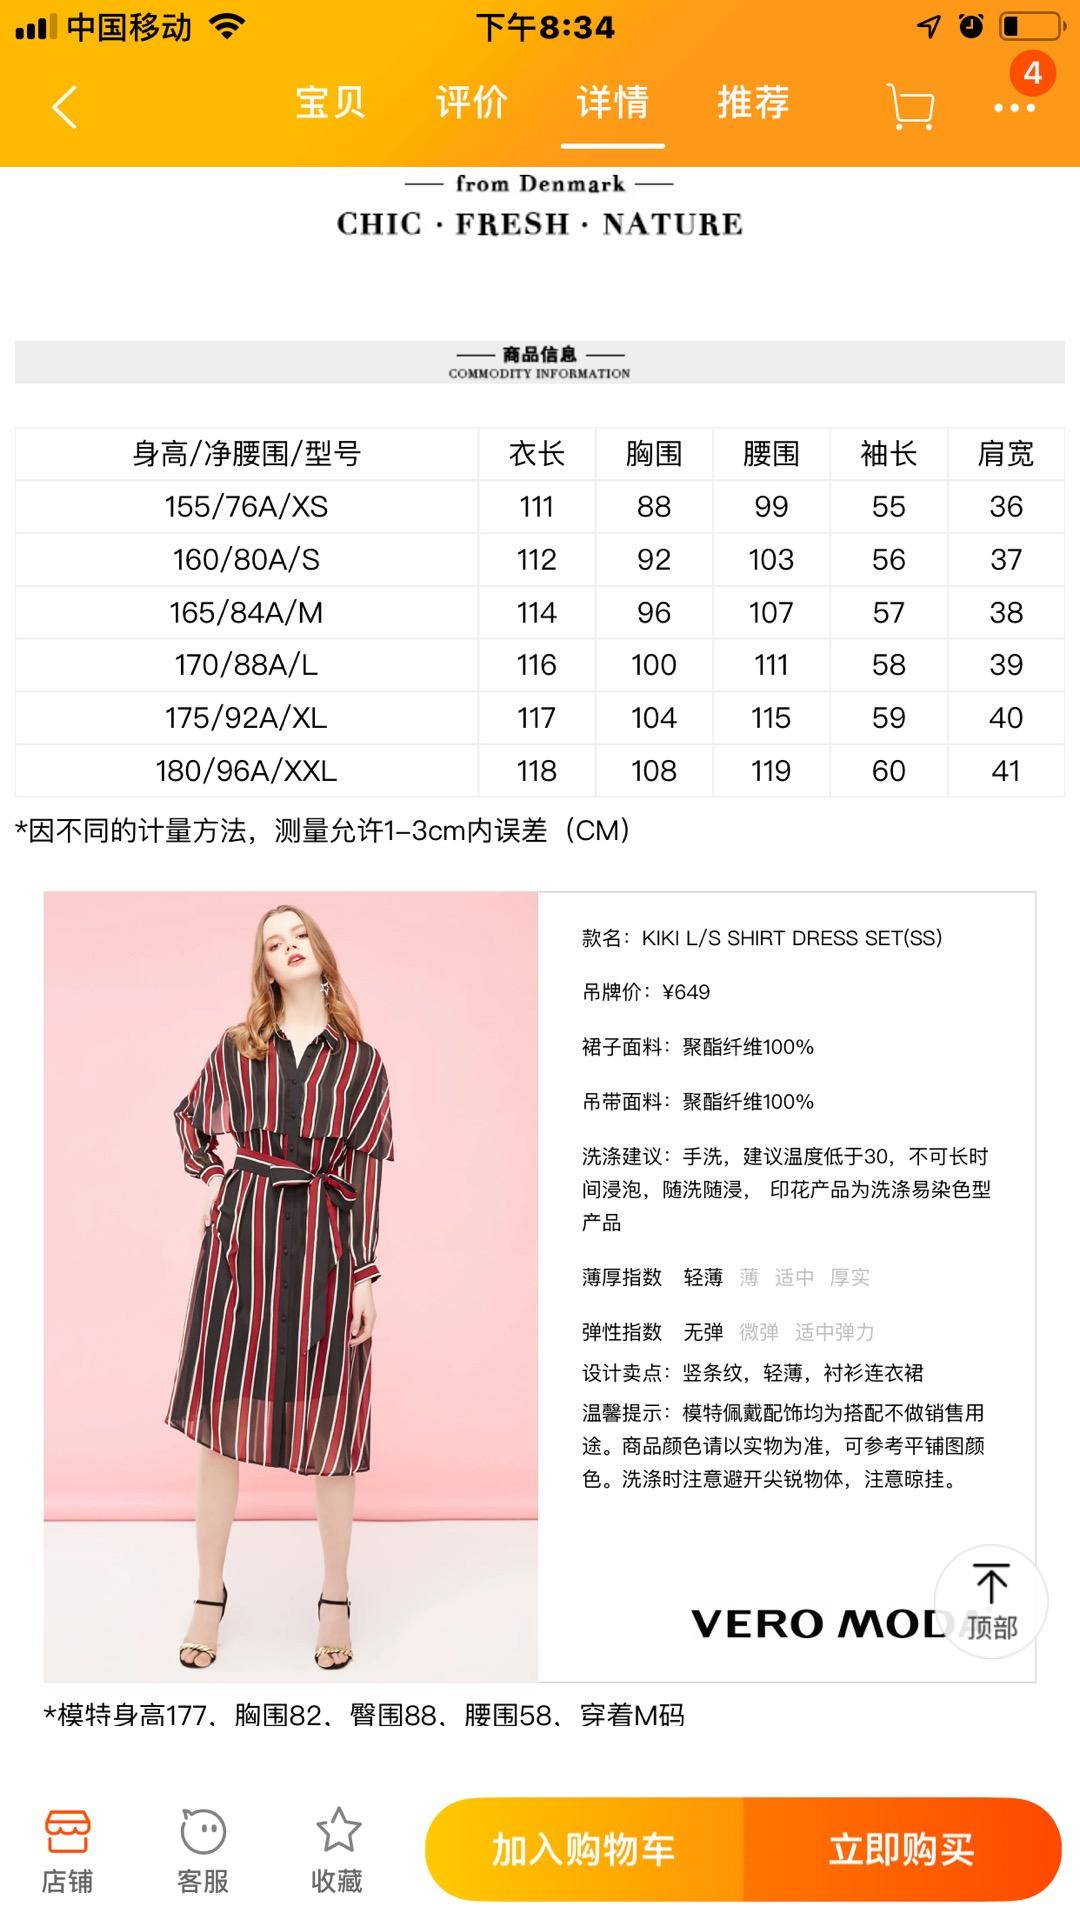 中国移动 下午8:34
4
宝贝 评价 详情 推荐
from Denmark
CHIC · FRESH · NATURE
商品信息
COMMODITY INFORMATION
身高/净腰围/型号 衣长 胸围 腰围 袖长 肩宽
155/76A/XS 111 88 99 55 36
160/80A/S 112 92 103 56 37
165/84A/M 114 96 107 57 38
170/88A/L 116 100 111 58 39
175/92A/XL 117 104 115 59 40
180/96A/XXL 118 108 119 60 41
*因不同的计量方法，测量允许1-3cm内误差（CM）
款名：KIKI L/S SHIRT DRESS SET(SS)
吊牌价：¥649
裙子面料：聚酯纤维100%
吊带面料：聚酯纤维100%
洗涤建议：手洗，建议温度低于30，不可长时
间浸泡，随洗随浸， 印花产品为洗涤易染色型
产品
薄厚指数 轻薄 薄 适中 厚实
弹性指数 无弹 微弹 适中弹力
设计卖点：竖条纹，轻薄，衬衫连衣裙
温馨提示：模特佩戴配饰均为搭配不做销售用
途。商品颜色请以实物为准，可参考平铺图颜
色。洗涤时注意避开尖锐物体，注意晾挂。
VERO MODA
顶部
*模特身高177，胸围82，臀围88，腰围58，穿着M码
店铺 客服 收藏 加入购物车 立即购买